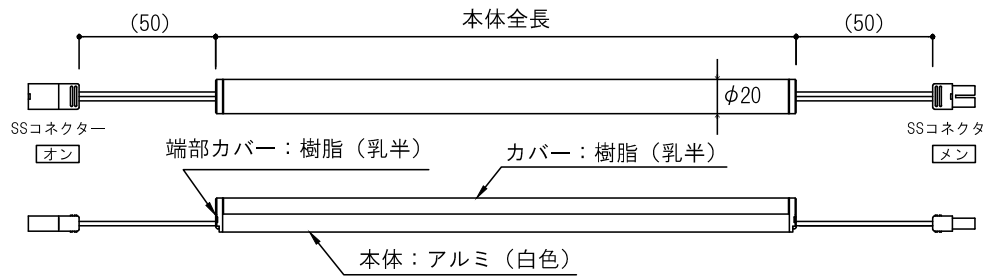 (50)
本体全長
(50)
φ20
SSコネクター
オン
SSコネクタ
メン
端部カバー：樹脂（乳半）
カバー：樹脂（乳半）
本体：アルミ（白色）